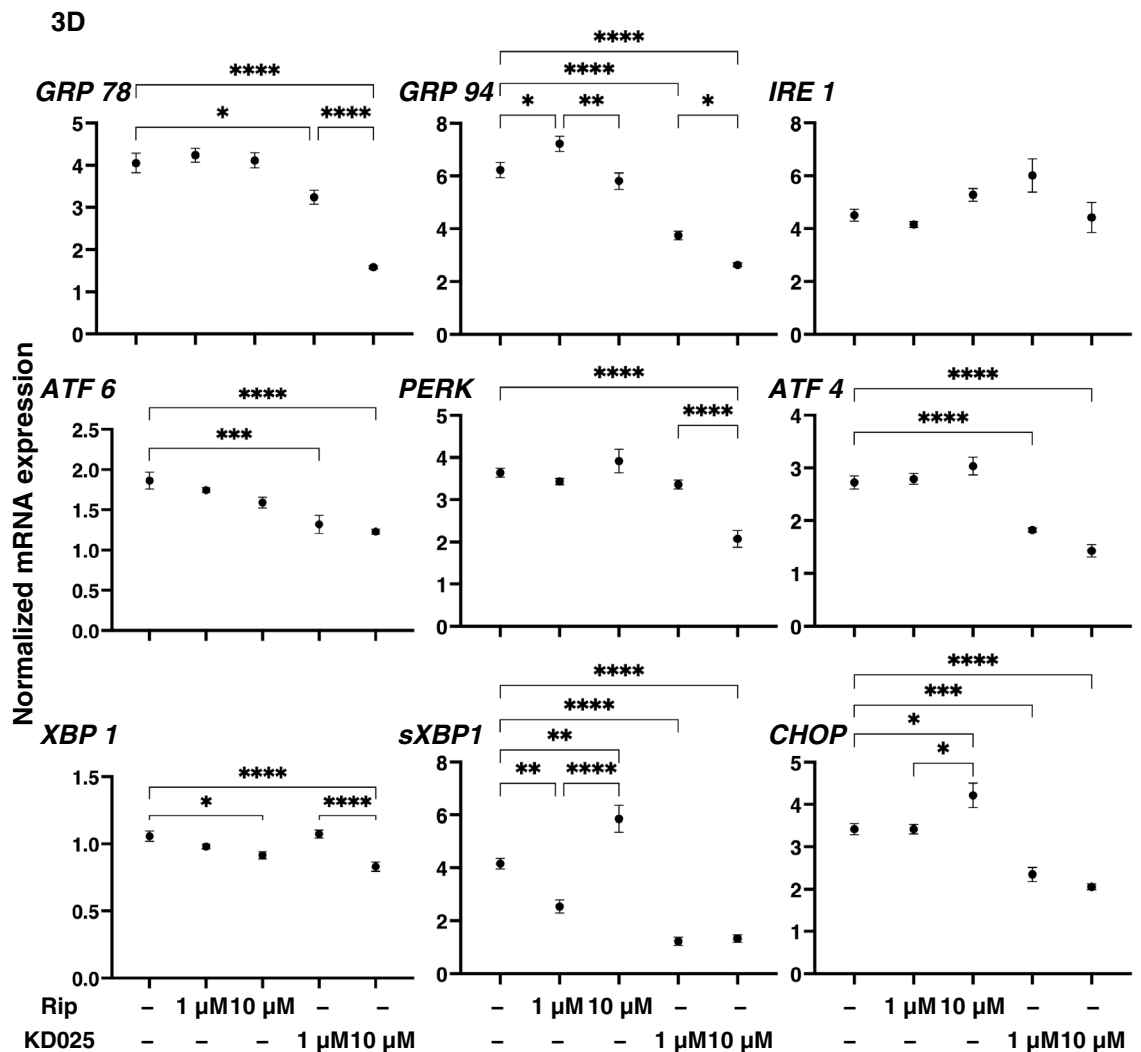 3D
**** ****
****
GRP 78 GRP 94 IRE 1
* **** * ** *
5 8 8
4 6 6
3 4 4
2
1 2 2
0 0 0
Normalized mRNA expression
ATF 6 PERK ATF 4
**** **** ****
*** **** ****
2.5 5 4
2.0 4 3
1.5 3 2
1.0 2
0.5 1 1
0.0 0 0
**** ****
**** ***
XBP 1 sXBP1 CHOP
**** ** *
* **** ** **** *
1.5 8 5
1.0 6 4
4 3
0.5 2 2
1
0.0 0 0
Rip – 1 µM 10 µM – – – 1 µM 10 µM – – – 1 µM 10 µM – –
KD025 – – – 1 µM 10 µM – – – 1 µM 10 µM – – – 1 µM 10 µM